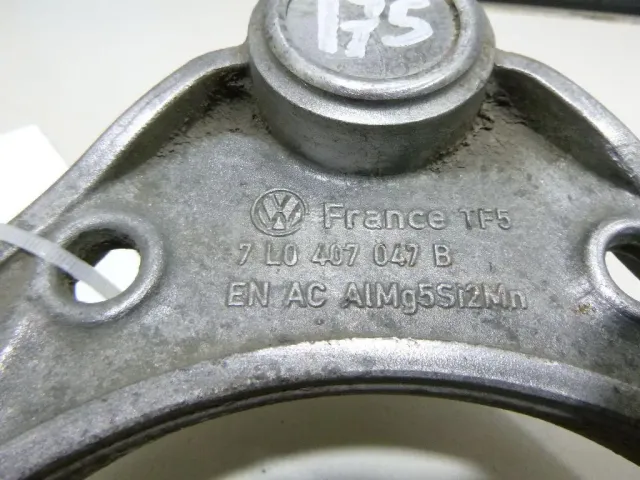 175
France TF5
7 L0 407 047 B
EN AC AlMg5Si2Mn